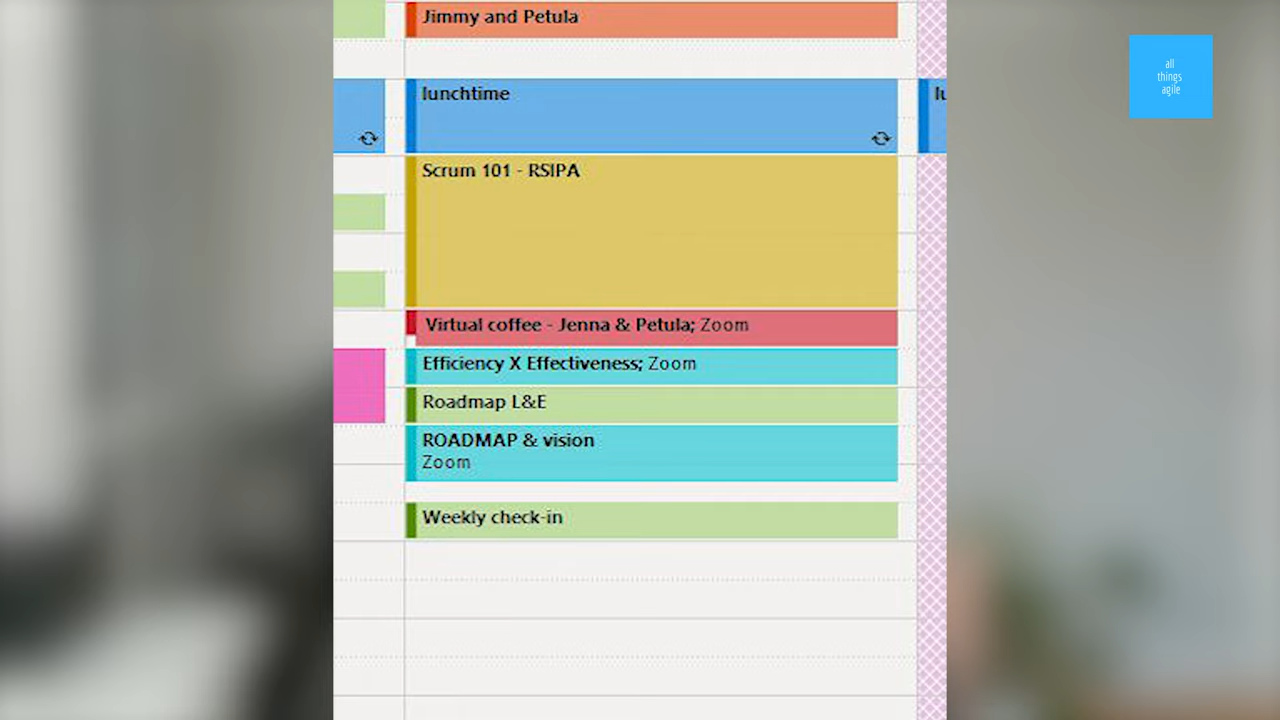 Jimmy and Petula
all
things
agile
lunchtime
lu
Scrum 101 - RSIPA
Virtual coffee - Jenna & Petula; Zoom
Efficiency X Effectiveness; Zoom
Roadmap L&E
ROADMAP & vision
Zoom
Weekly check-in